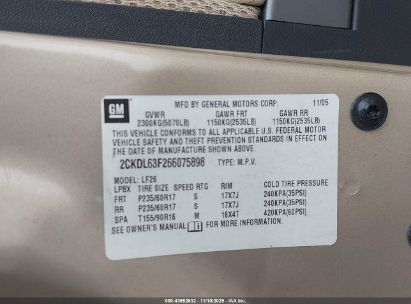 GM
MFD BY GENERAL MOTORS CORP. 11/05
GVWR GAWR FRT GAWR RR
2300KG(5070LB) 1150KG(2535LB) 1150KG(2535LB)
THIS VEHICLE CONFORMS TO ALL APPLICABLE U.S. FEDERAL MOTOR
VEHICLE SAFETY AND THEFT PREVENTION STANDARDS IN EFFECT ON
THE DATE OF MANUFACTURE SHOWN ABOVE.
2CKDL63F266075898 TYPE: M.P.V.
MODEL: LF26
LPBX TIRE SIZE SPEED RTG RIM COLD TIRE PRESSURE
FRT P235/60R17 S 17X7J 240KPA(35PSI)
RR P235/60R17 S 17X7J 240KPA(35PSI)
SPA T155/90R16 M 16X4T 420KPA(60PSI)
SEE OWNER'S MANUAL FOR MORE INFORMATION.